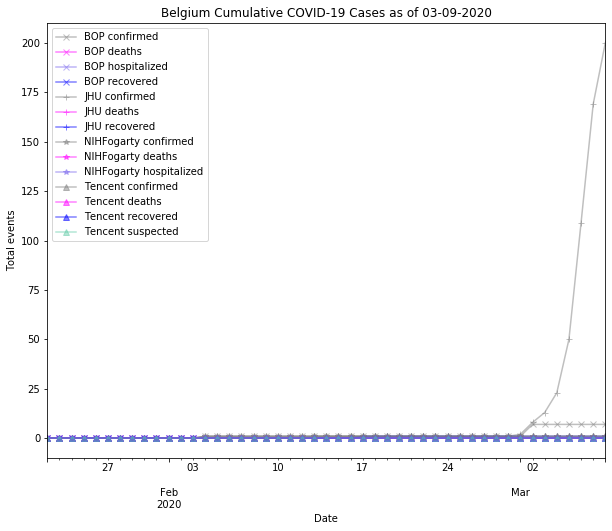 Belgium Cumulative COVID-19 Cases as of 03-09-2020
BOP confirmed
BOP deaths
BOP hospitalized
BOP recovered
JHU confirmed
JHU deaths
JHU recovered
NIHFogarty confirmed
NIHFogarty deaths
NIHFogarty hospitalized
Tencent confirmed
Tencent deaths
Tencent recovered
Tencent suspected
Total events
200
175
150
125
100
75
50
25
0
27 03 10 17 24 02
Feb Mar
2020
Date